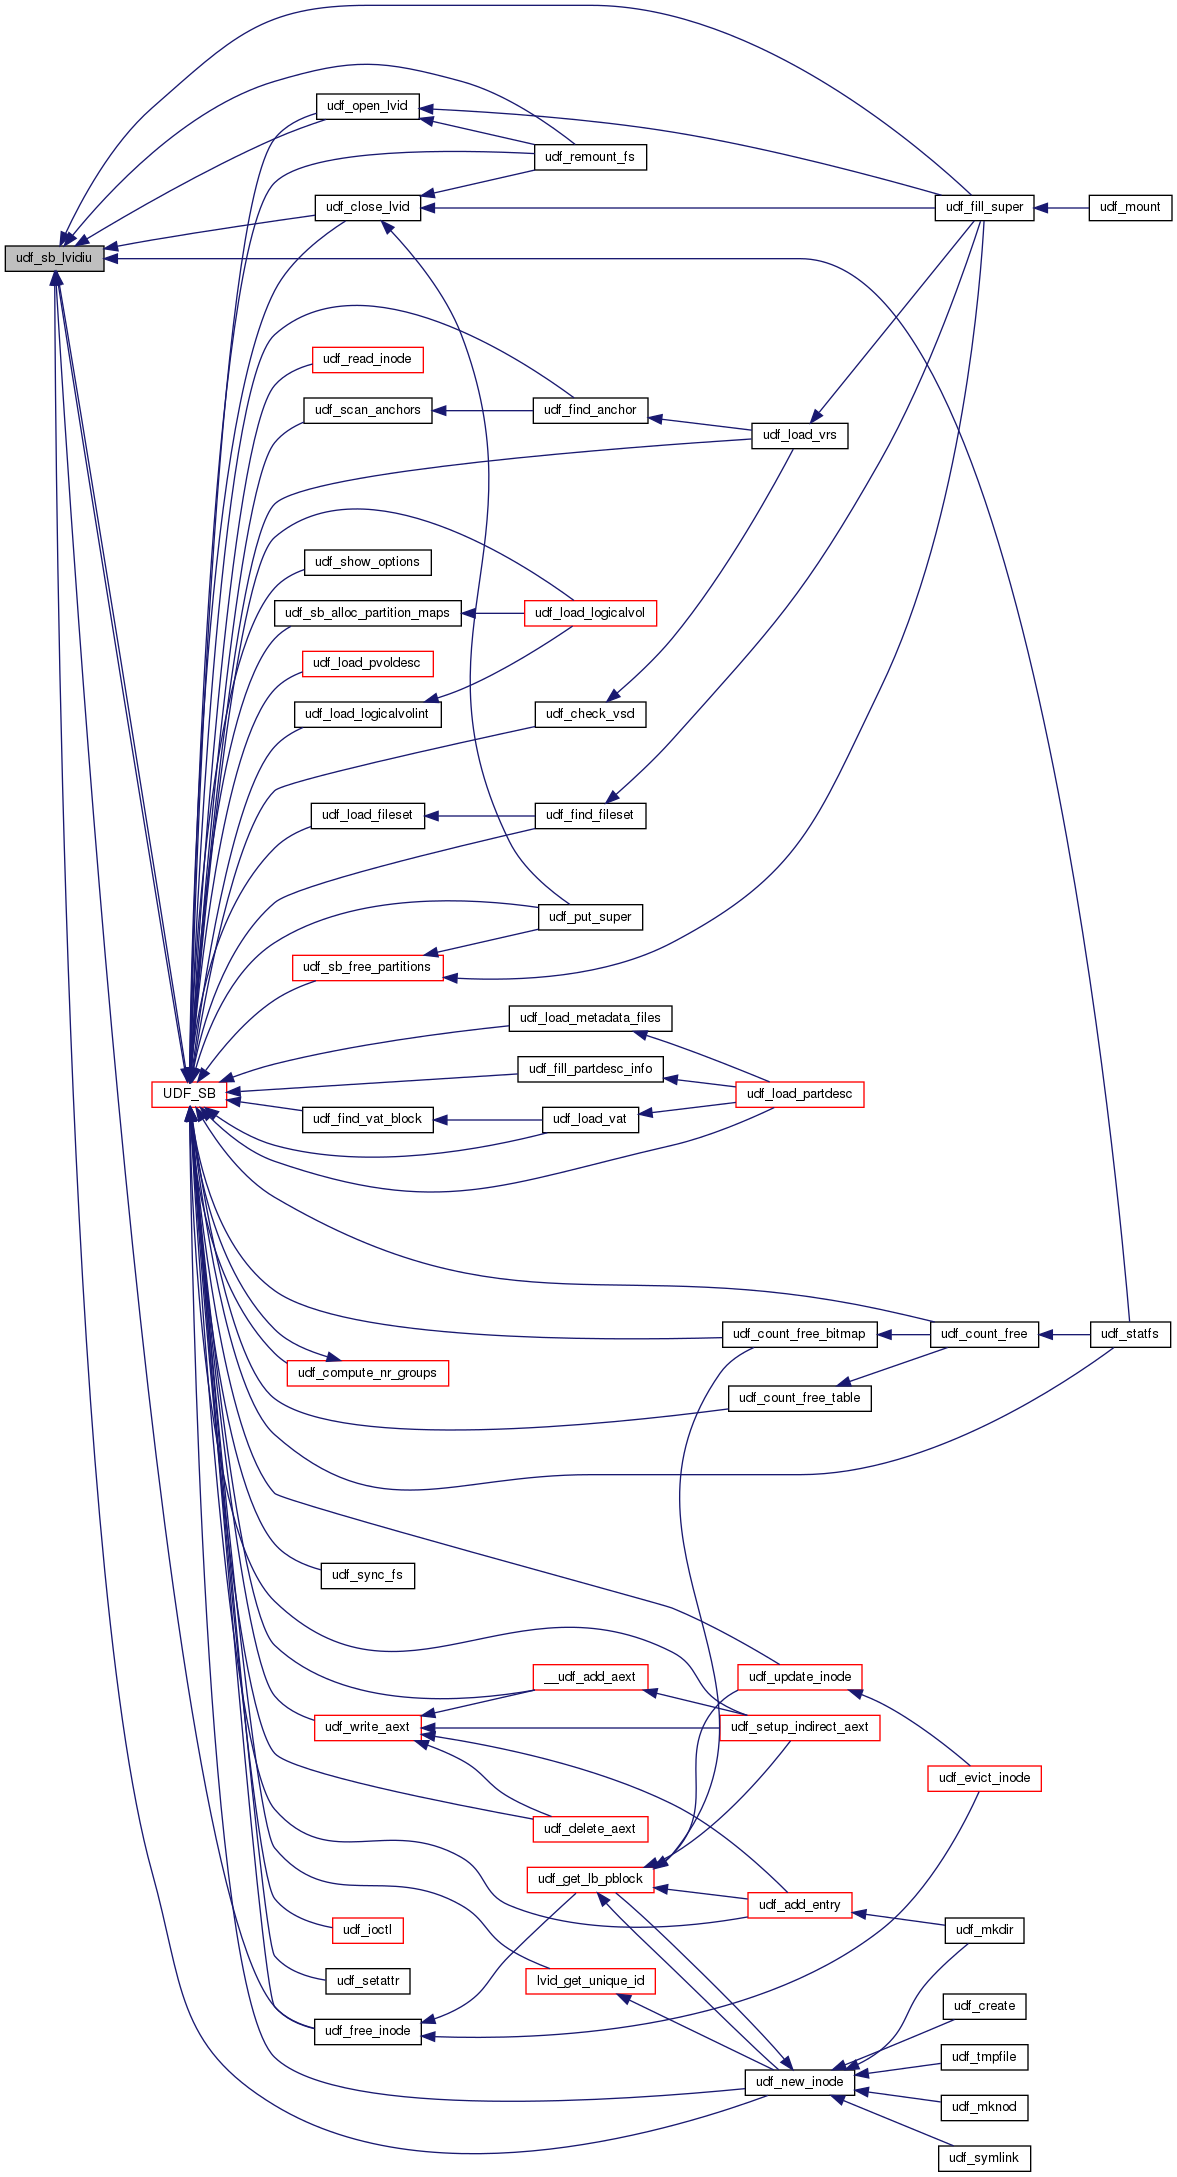 udf_open_lvid
udf_remount_fs
udf_close_lvid
udf_fill_super
udf_mount
udf_sb_lvidiu
udf_read_inode
udf_scan_anchors
udf_find_anchor
udf_load_vrs
udf_show_options
udf_sb_alloc_partition_maps
udf_load_logicalvol
udf_load_pvoldesc
udf_load_logicalvolint
udf_check_vsd
udf_load_fileset
udf_find_fileset
udf_put_super
udf_sb_free_partitions
udf_load_metadata_files
udf_fill_partdesc_info
UDF_SB
udf_load_partdesc
udf_find_vat_block
udf_load_vat
udf_count_free_bitmap
udf_count_free
udf_statfs
udf_compute_nr_groups
udf_count_free_table
udf_sync_fs
__udf_add_aext
udf_update_inode
udf_write_aext
udf_setup_indirect_aext
udf_evict_inode
udf_delete_aext
udf_get_lb_pblock
udf_add_entry
udf_ioctl
udf_mkdir
udf_setattr
lvid_get_unique_id
udf_create
udf_free_inode
udf_tmpfile
udf_new_inode
udf_mknod
udf_symlink